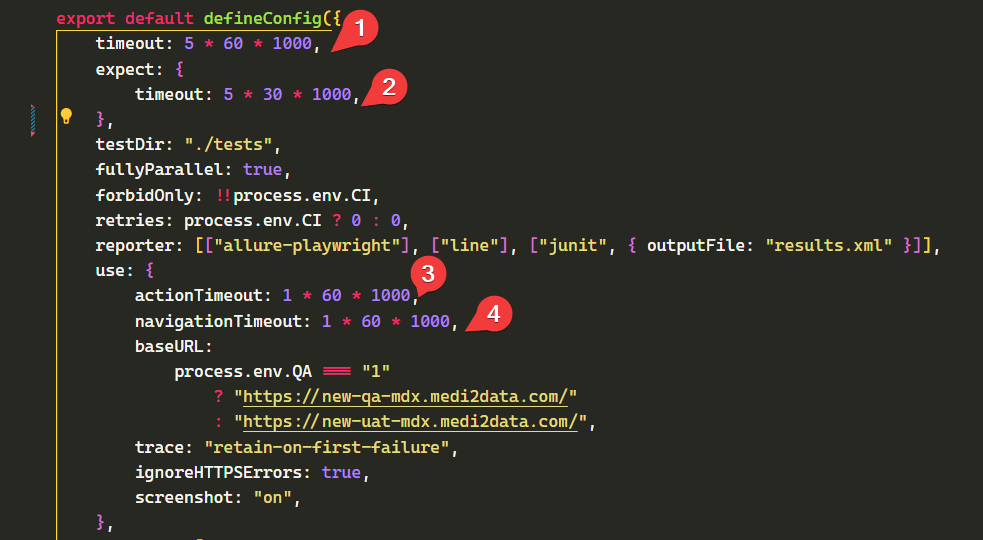 export default defineConfig({
timeout: 5 * 60 * 1000, 1
expect: {
timeout: 5 * 30 * 1000, 2
},
testDir: "./tests",
fullyParallel: true,
forbidOnly: !!process.env.CI,
retries: process.env.CI ? 0 : 0,
reporter: [["allure-playwright"], ["line"], ["junit", { outputFile: "results.xml" }]],
use: {
actionTimeout: 1 * 60 * 1000, 3
navigationTimeout: 1 * 60 * 1000, 4
baseURL:
process.env.QA === "1"
? "https://new-qa-mdx.medi2data.com/"
: "https://new-uat-mdx.medi2data.com/",
trace: "retain-on-first-failure",
ignoreHTTPSErrors: true,
screenshot: "on",
},